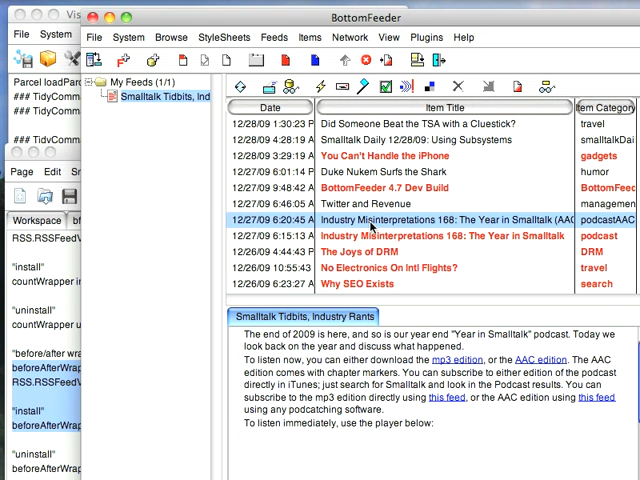 Vis
File System
Parcel loadParc
### TidyComm
### TidyComm
### TidyComm
Page Edit Sm
Workspace bf
RSS.RSSFeedV
"install"
countWrapper in
"uninstall"
countWrapper u
"before/after wra
beforeAfterWrap
RSS.RSSFeedV
"install"
beforeAfterWrap
"uninstall"
beforeAfterWrap
BottomFeeder
File System Browse StyleSheets Feeds Items Network View Plugins Help
My Feeds (1/1)
Smalltalk Tidbits, Ind
Date Item Title Item Category
12/28/09 1:30:23 P Did Someone Beat the TSA with a Cluestick? travel
12/28/09 4:28:19 A Smalltalk Daily 12/28/09: Using Subsystems smalltalkDai
12/28/09 3:29:19 A You Can't Handle the iPhone gadgets
12/27/09 6:01:14 P Duke Nukem Surfs the Shark humor
12/27/09 9:48:42 A BottomFeeder 4.7 Dev Build BottomFeec
12/27/09 6:46:05 A Twitter and Revenue managemen
12/27/09 6:20:45 A Industry Misinterpretations 168: The Year in Smalltalk (AAC podcastAAC
12/27/09 6:15:13 A Industry Misinterpretations 168: The Year in Smalltalk podcast
12/26/09 4:44:43 P The Joys of DRM DRM
12/26/09 10:55:43 No Electronics On Intl Flights? travel
12/26/09 6:23:27 A Why SEO Exists search
Smalltalk Tidbits, Industry Rants
The end of 2009 is here, and so is our year end "Year in Smalltalk" podcast. Today we
look back on the year and discuss what happened.
To listen now, you can either download the mp3 edition, or the AAC edition. The AAC
edition comes with chapter markers. You can subscribe to either edition of the podcast
directly in iTunes; just search for Smalltalk and look in the Podcast results. You can
subscribe to the mp3 edition directly using this feed, or the AAC edition using this feed
using any podcatching software.
To listen immediately, use the player below: